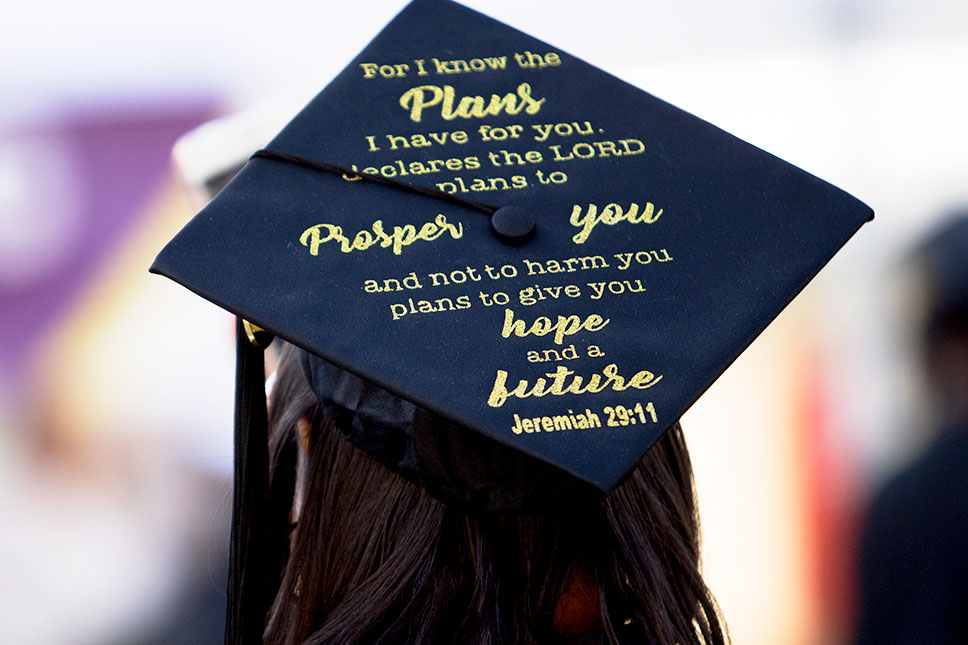 For I know the
Plans
I have for you.
declares the LORD
plans to
Prosper you
and not to harm you
plans to give you
hope
and a
future
Jeremiah 29:11